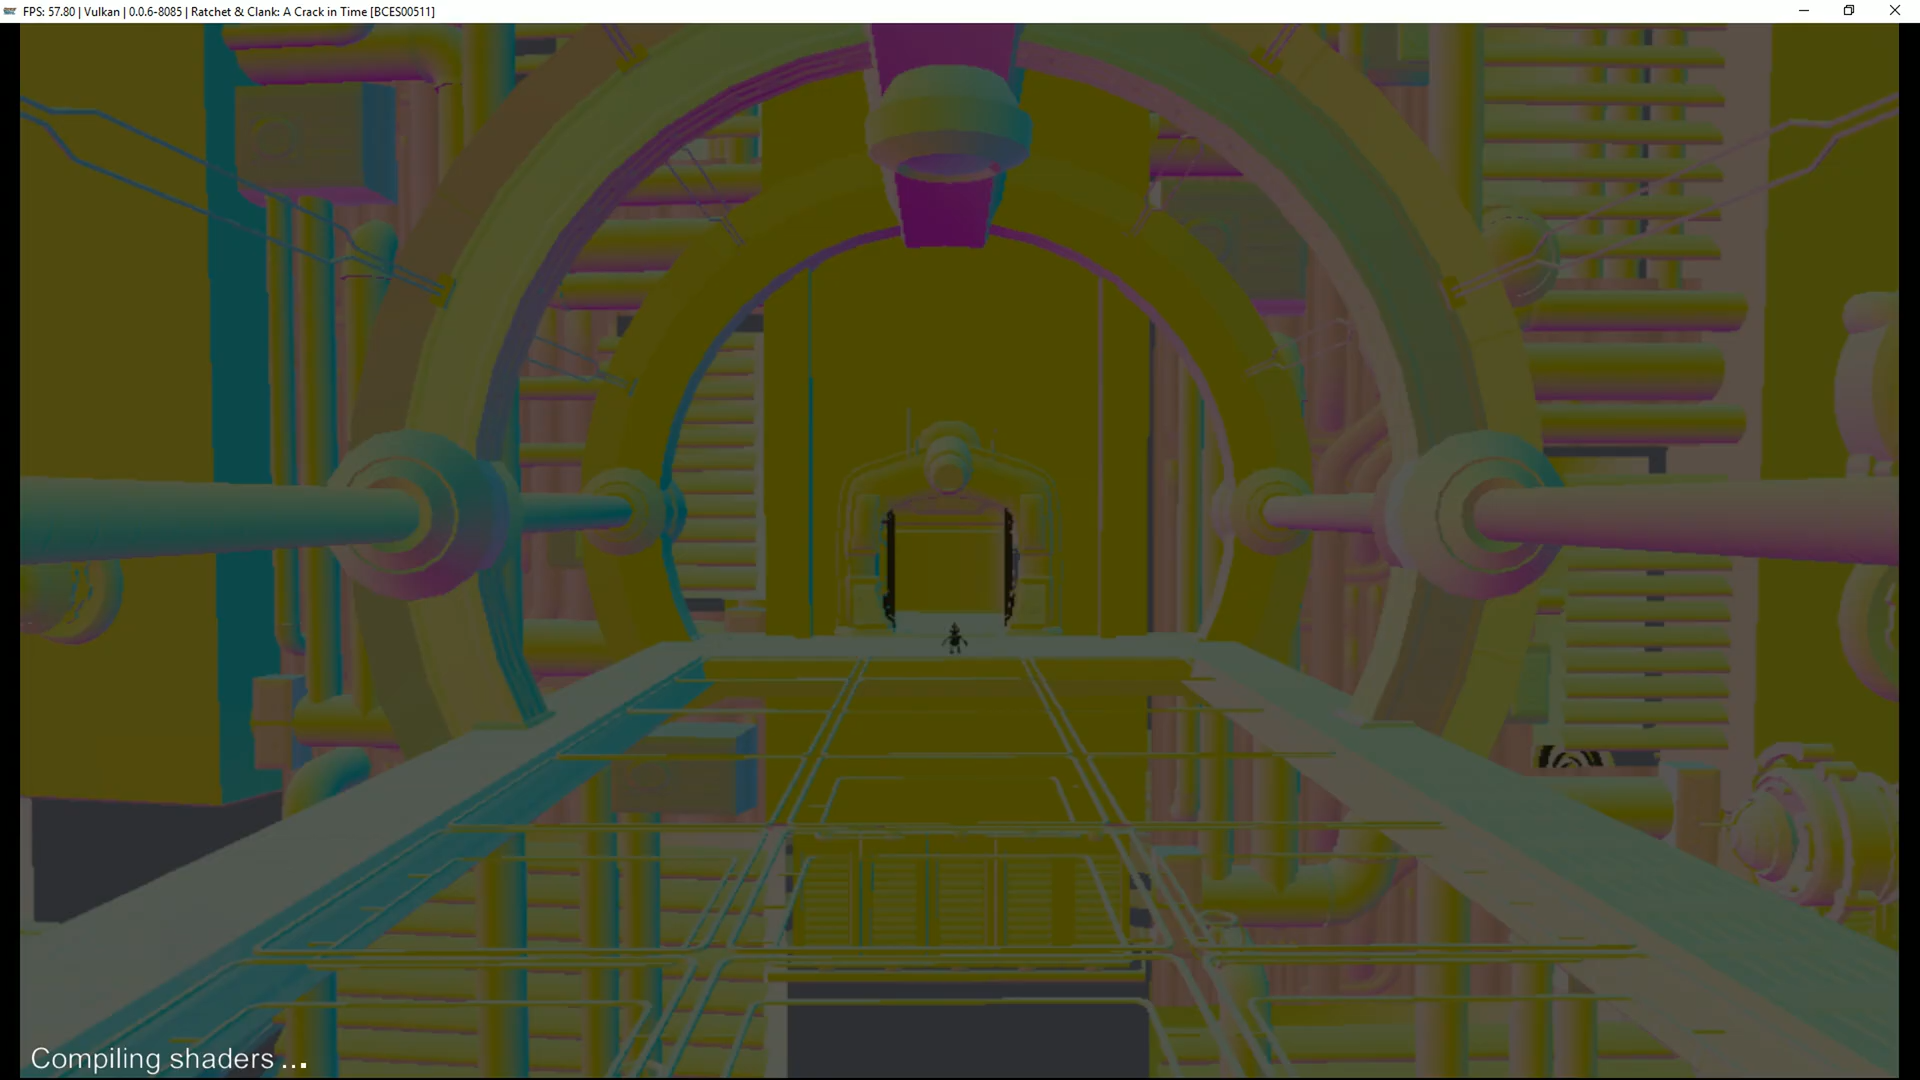 FPS: 57.80 | Vulkan | 0.0.6-8085 | Ratchet & Clank: A Crack in Time [BCES00511]
Compiling shaders ...